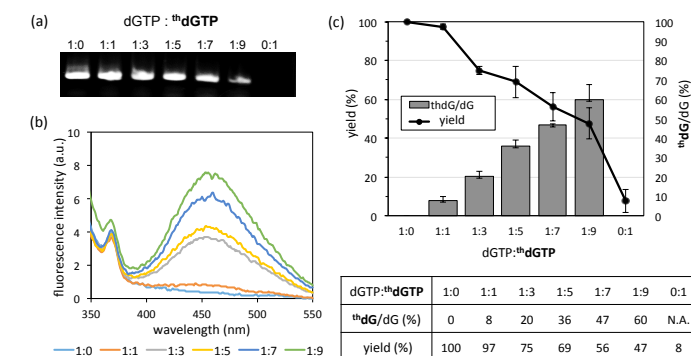 (a)
dGTP : thdGTP
1:0 1:1 1:3 1:5 1:7 1:9 0:1
(b)
fluorescence intensity (a.u.)
10
8
6
4
2
0
350 400 450 500 550
wavelength (nm)
1:0 1:1 1:3 1:5 1:7 1:9
(c)
yield (%)
100
80
60
40
20
0
thdG/dG
yield
100
90
80
70
60
50
40
30
20
10
0
thdG/dG (%)
1:0 1:1 1:3 1:5 1:7 1:9 0:1
dGTP:thdGTP
dGTP:thdGTP 1:0 1:1 1:3 1:5 1:7 1:9 0:1
thdG/dG (%) 0 8 20 36 47 60 N.A.
yield (%) 100 97 75 69 56 47 8